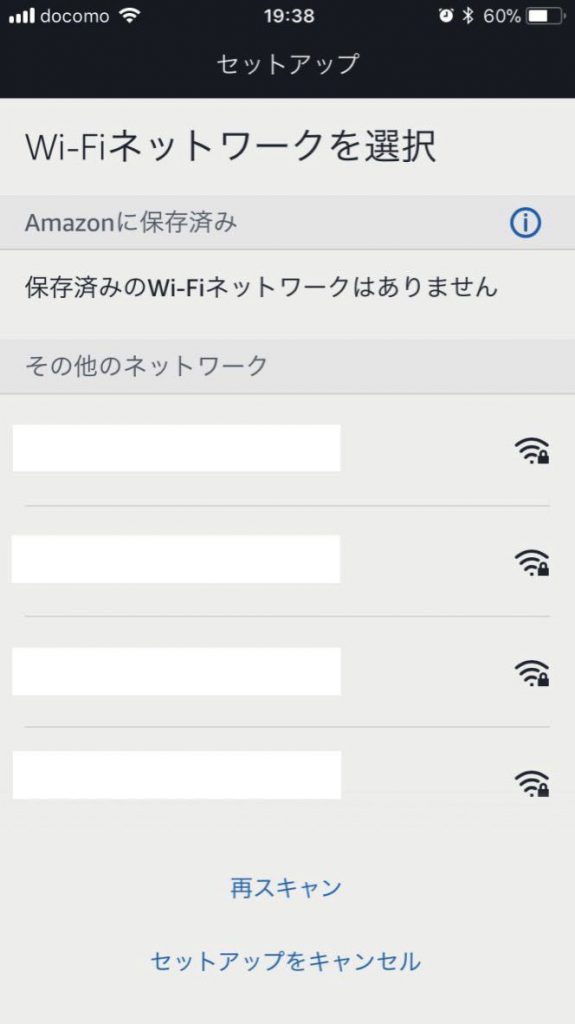 docomo 19:38 60%
セットアップ
Wi-Fiネットワークを選択
Amazonに保存済み
保存済みのWi-Fiネットワークはありません
その他のネットワーク
再スキャン
セットアップをキャンセル